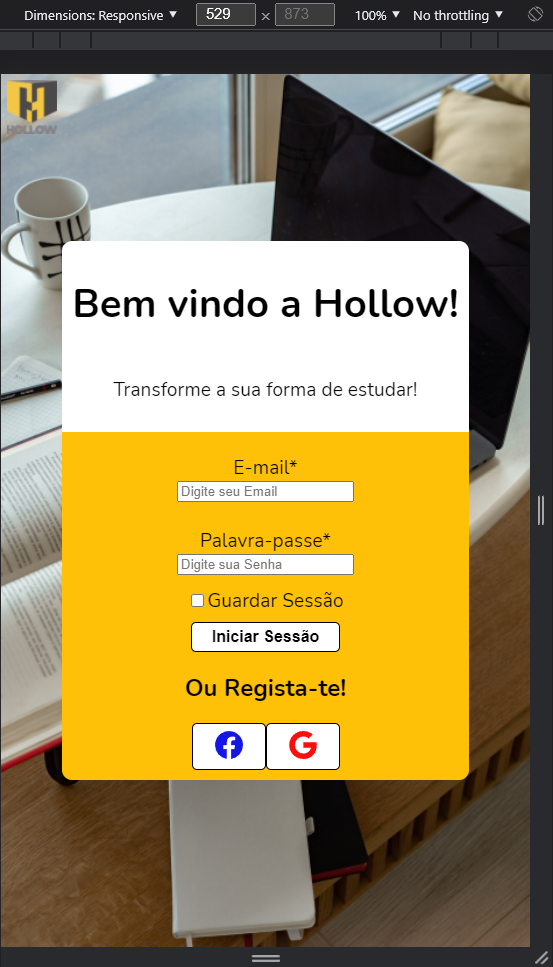 Dimensions: Responsive ▼ 529 × 873 100% ▼ No throttling ▼
HOLLOW
Bem vindo a Hollow!
Transforme a sua forma de estudar!
E-mail*
Digite seu Email
Palavra-passe*
Digite sua Senha
Guardar Sessão
Iniciar Sessão
Ou Regista-te!